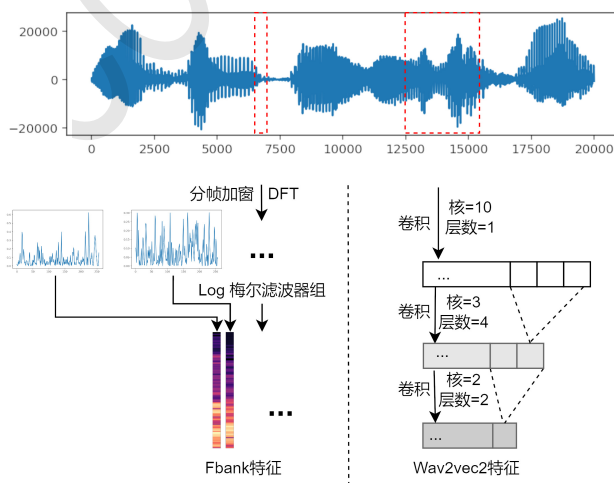 20000
0
−20000
0 2500 5000 7500 10000 12500 15000 17500 20000
分帧加窗 DFT
...
Log 梅尔滤波器组
...
Fbank特征
卷积 核=10
层数=1
...
卷积 核=3
层数=4
...
卷积 核=2
层数=2
...
Wav2vec2特征